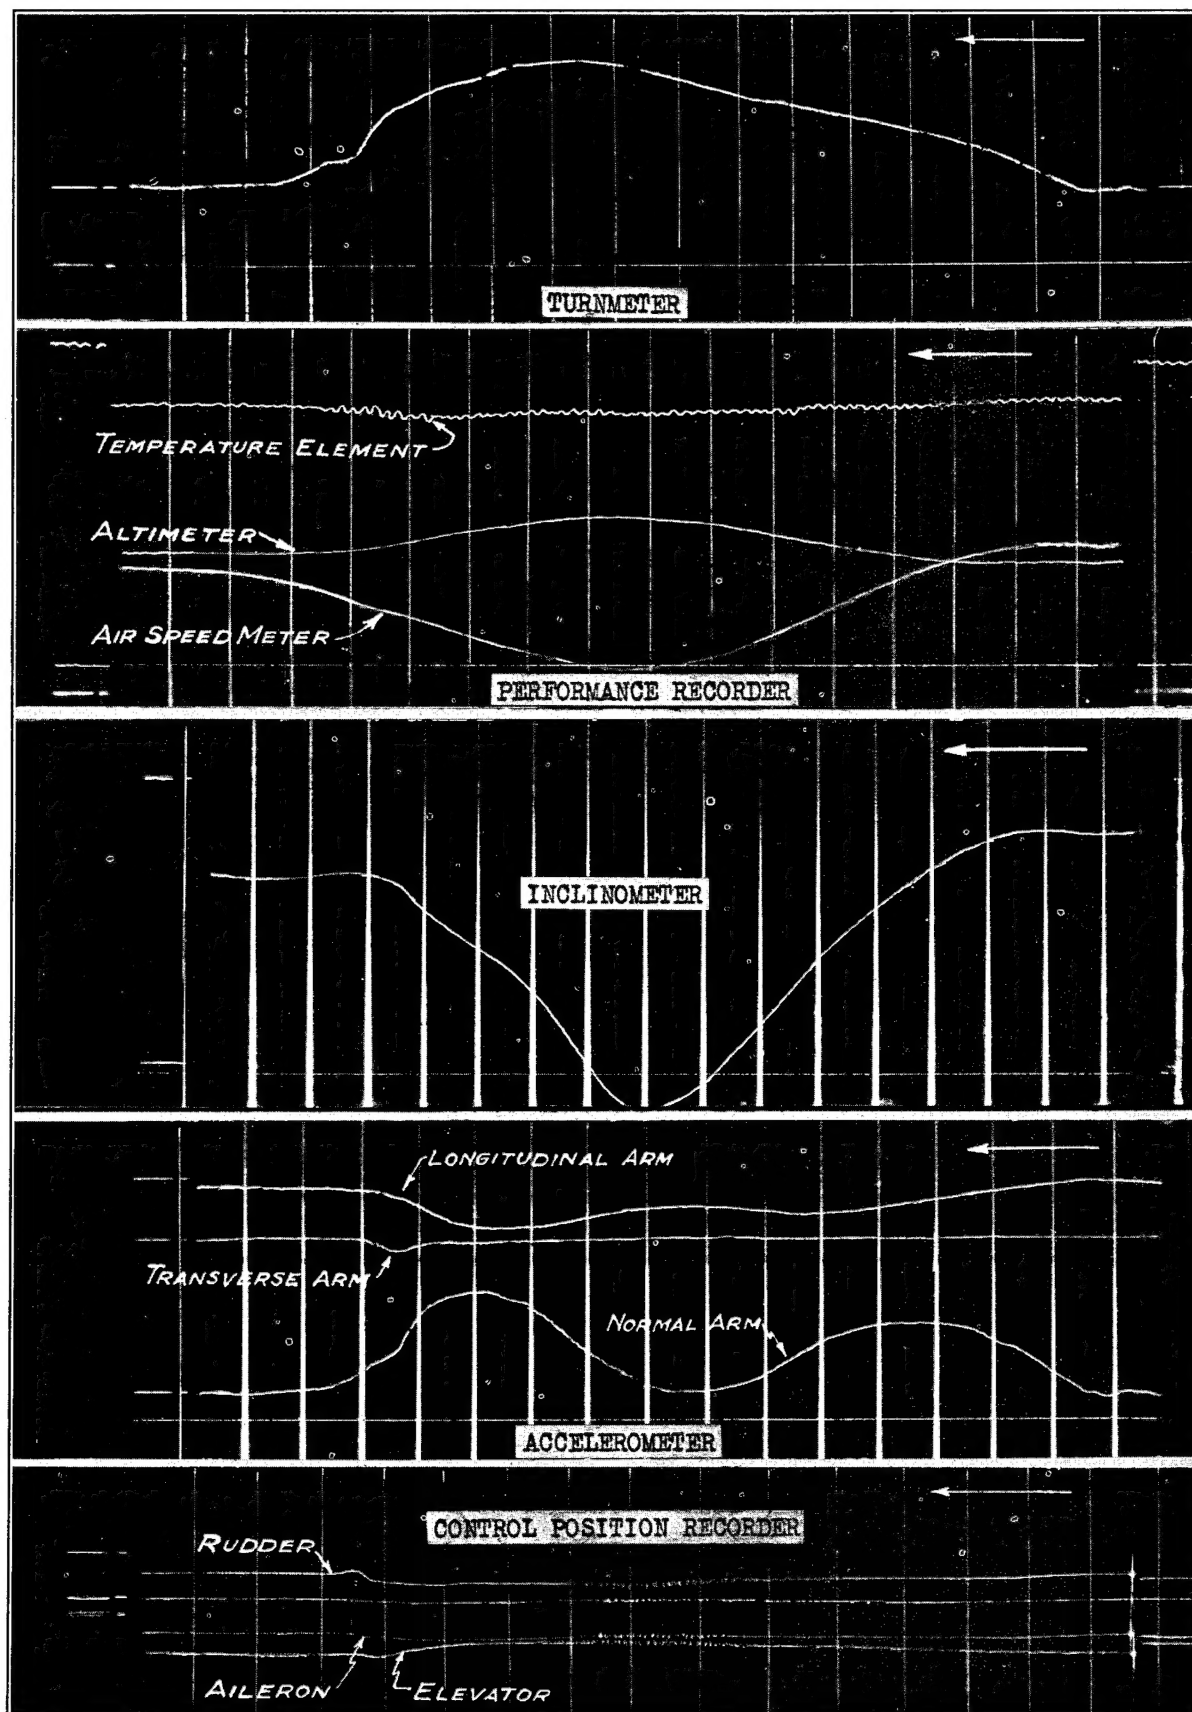 TURNMETER
TEMPERATURE ELEMENT
ALTIMETER
AIR SPEED METER
PERFORMANCE RECORDER
INCLINOMETER
LONGITUDINAL ARM
TRANSVERSE ARM
NORMAL ARM
ACCELEROMETER
CONTROL POSITION RECORDER
RUDDER
AILERON
ELEVATOR